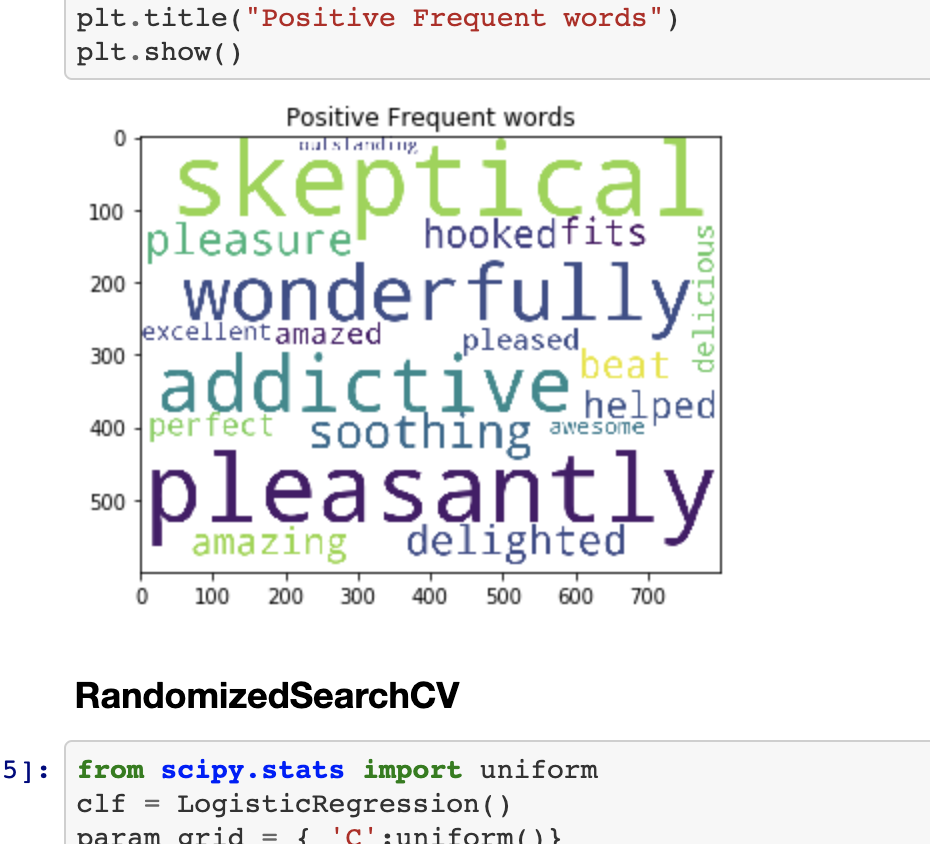 plt.title("Positive Frequent words")
plt.show()
Positive Frequent words
0
outstanding
skeptical
100
pleasure
hooked
fits
delicious
200
wonderfully
excellent
amazed
pleased
300
beat
addictive
helped
400
perfect
soothing
awesome
pleasantly
500
amazing
delighted
0 100 200 300 400 500 600 700
RandomizedSearchCV
5]:
from scipy.stats import uniform
clf = LogisticRegression()
param_grid = { 'C':uniform()}